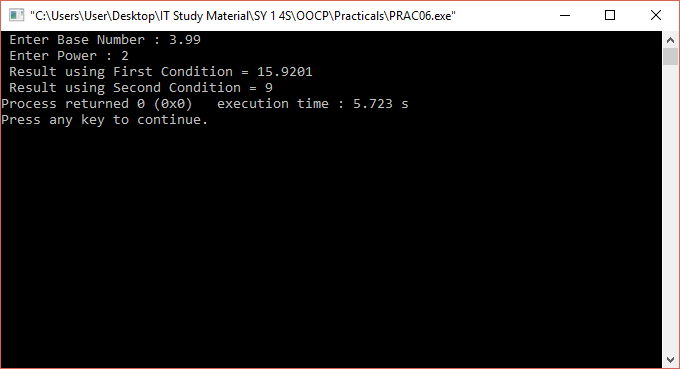 "C:\Users\User\Desktop\IT Study Material\SY 1 4S\OOCP\Practicals\PRAC06.exe"
Enter Base Number : 3.99
Enter Power : 2
Result using First Condition = 15.9201
Result using Second Condition = 9
Process returned 0 (0x0)   execution time : 5.723 s
Press any key to continue.